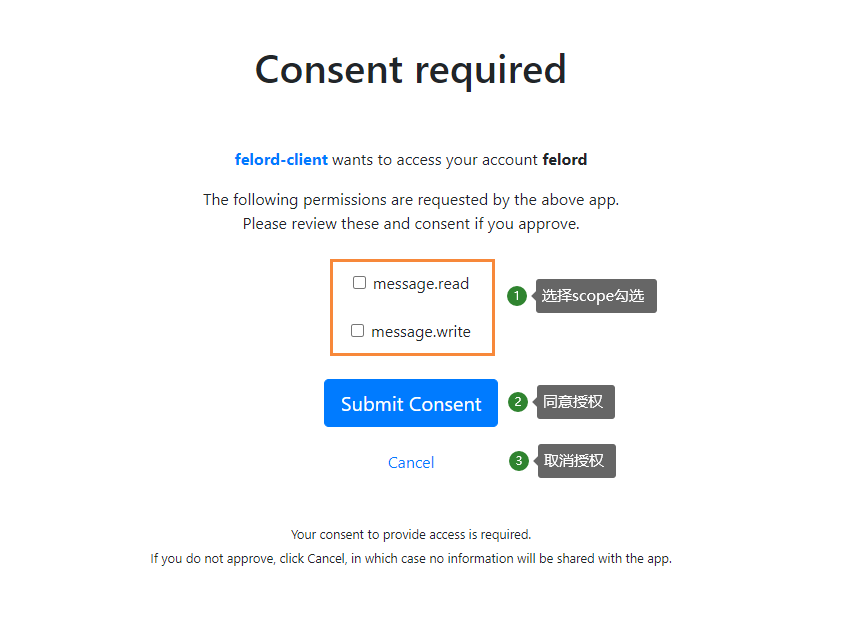 Consent required
felord-client wants to access your account felord
The following permissions are requested by the above app.
Please review these and consent if you approve.
message.read
1 选择scope勾选
message.write
Submit Consent
2 同意授权
Cancel
3 取消授权
Your consent to provide access is required.
If you do not approve, click Cancel, in which case no information will be shared with the app.